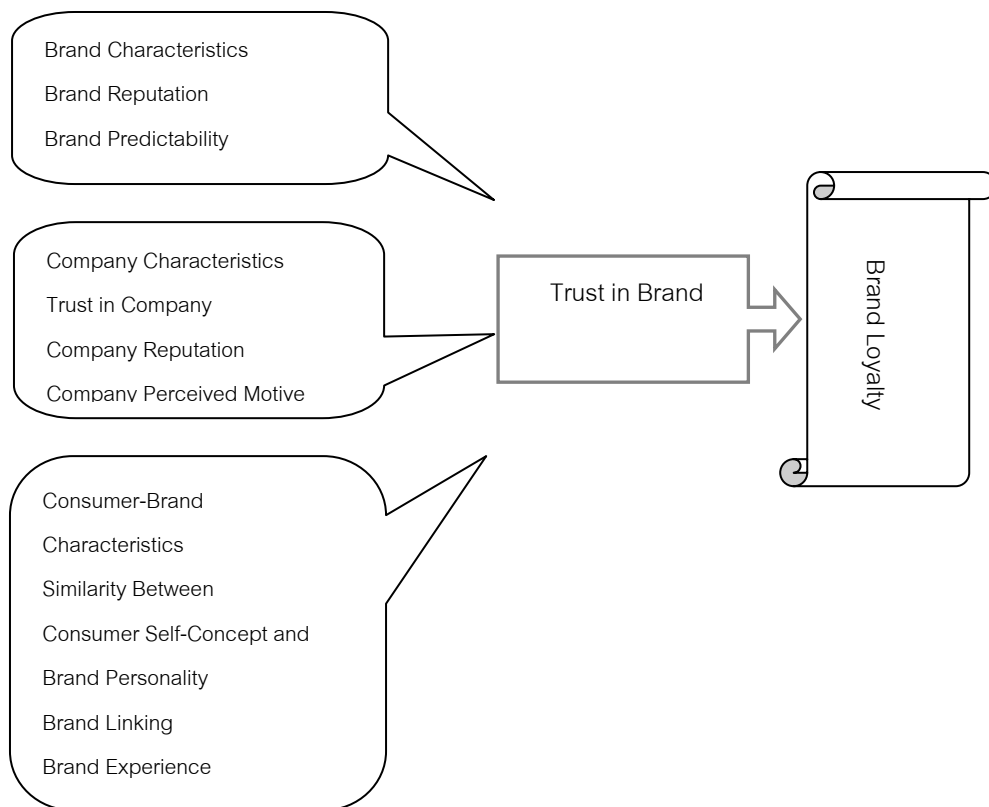 Brand Characteristics
Brand Reputation
Brand Predictability
Company Characteristics
Trust in Company
Company Reputation
Company Perceived Motive
Consumer-Brand
Characteristics
Similarity Between
Consumer Self-Concept and
Brand Personality
Brand Linking
Brand Experience
Trust in Brand
Brand Loyalty